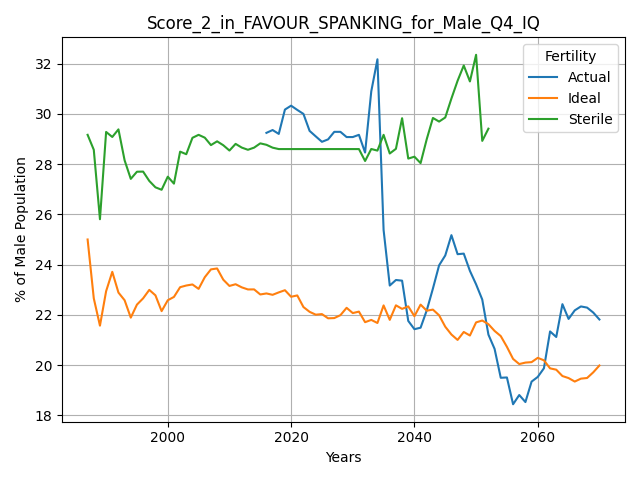 Score_2_in_FAVOUR_SPANKING_for_Male_Q4_IQ
Fertility
Actual
Ideal
Sterile
% of Male Population
32
30
28
26
24
22
20
18
2000
2020
2040
2060
Years